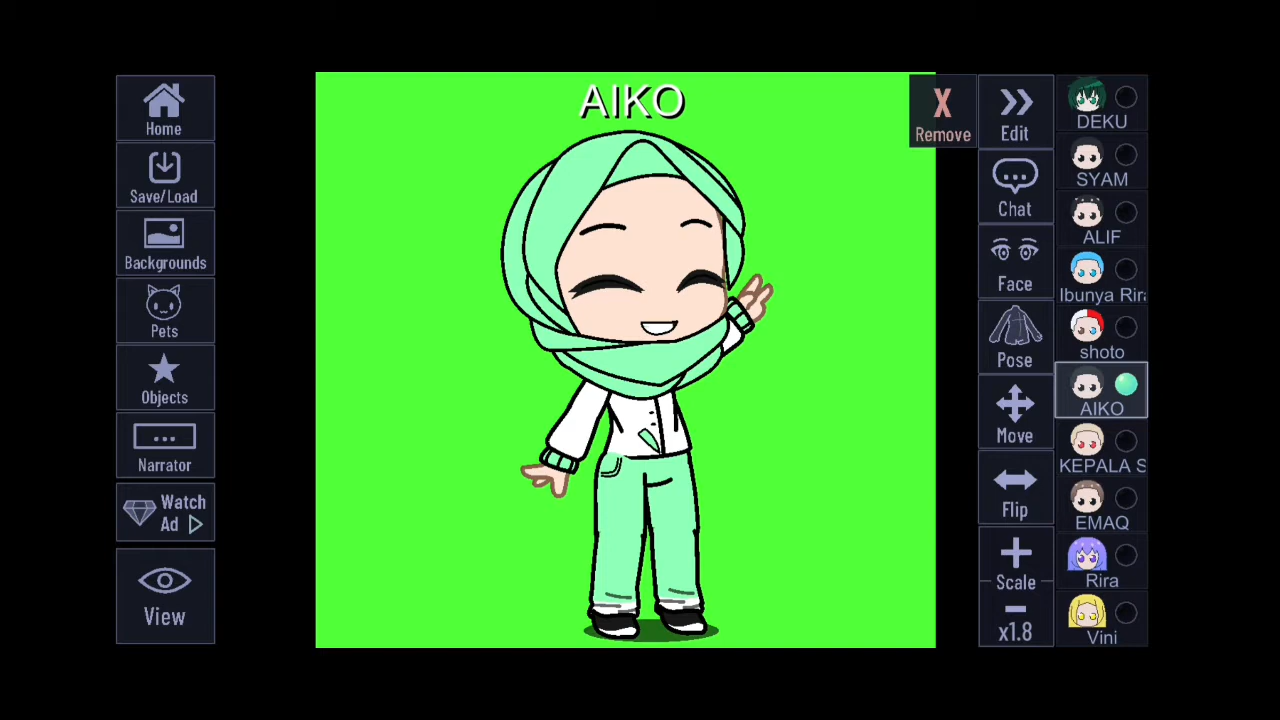 AIKO
Home
Save/Load
Backgrounds
Pets
Objects
Narrator
Watch
Ad
View
X
Remove
Edit
Chat
Face
Pose
Move
Flip
Scale
x1.8
DEKU
SYAM
ALIF
Ibunya Rira
shoto
AIKO
KEPALA S
EMAQ
Rira
Vini